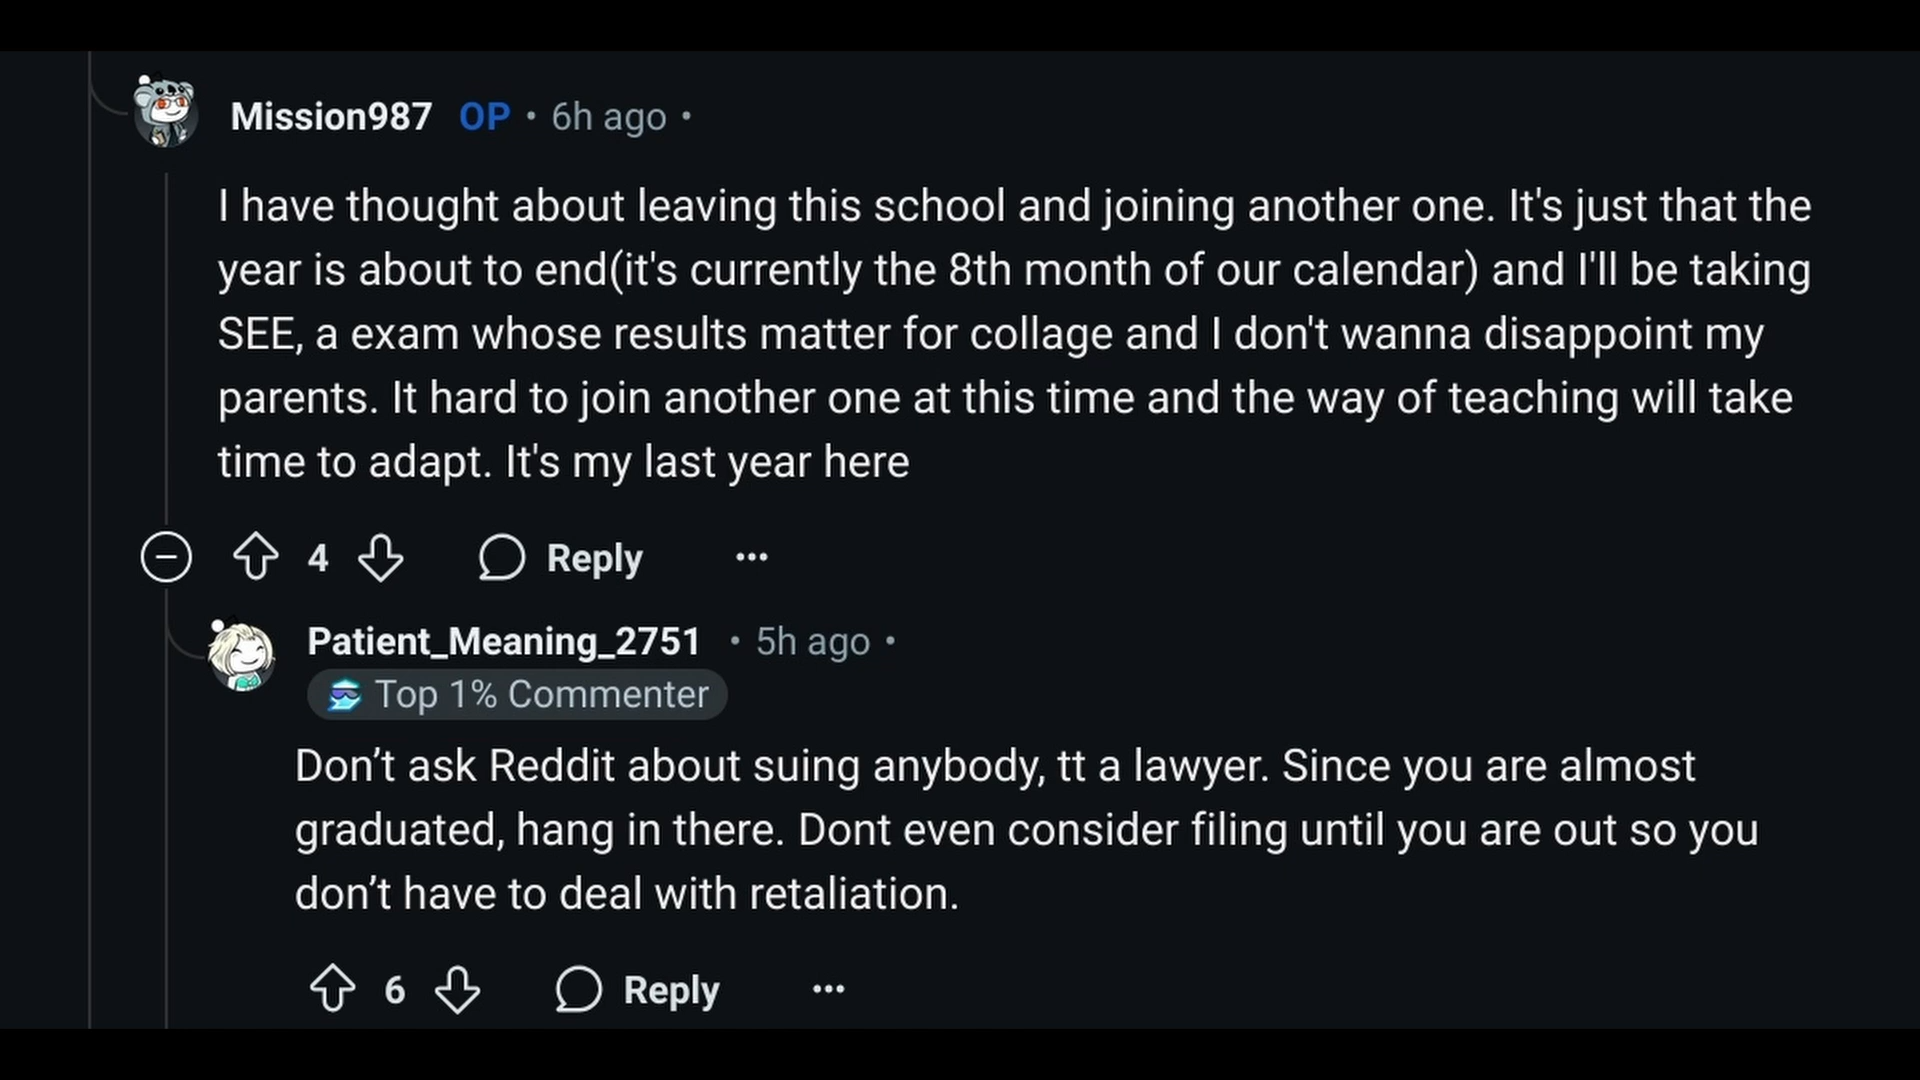 Mission987 OP • 6h ago •
I have thought about leaving this school and joining another one. It's just that the
year is about to end(it's currently the 8th month of our calendar) and I'll be taking
SEE, a exam whose results matter for collage and I don't wanna disappoint my
parents. It hard to join another one at this time and the way of teaching will take
time to adapt. It's my last year here
4 Reply ...
Patient_Meaning_2751 • 5h ago •
Top 1% Commenter
Don’t ask Reddit about suing anybody, tt a lawyer. Since you are almost
graduated, hang in there. Dont even consider filing until you are out so you
don’t have to deal with retaliation.
6 Reply ...